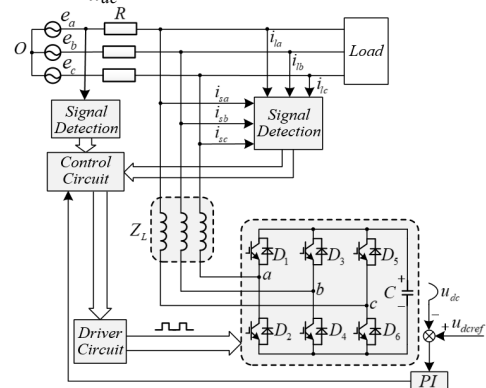 dc
e_a
R
e_b
O
e_c
Load
i_la
i_lb
i_lc
Signal
Detection
i_sa
i_sb
i_sc
Signal
Detection
Control
Circuit
Z_L
D_1
D_3
D_5
a
b
c
C
+
−
u_dc
D_2
D_4
D_6
−
+
u_dcref
Driver
Circuit
PI